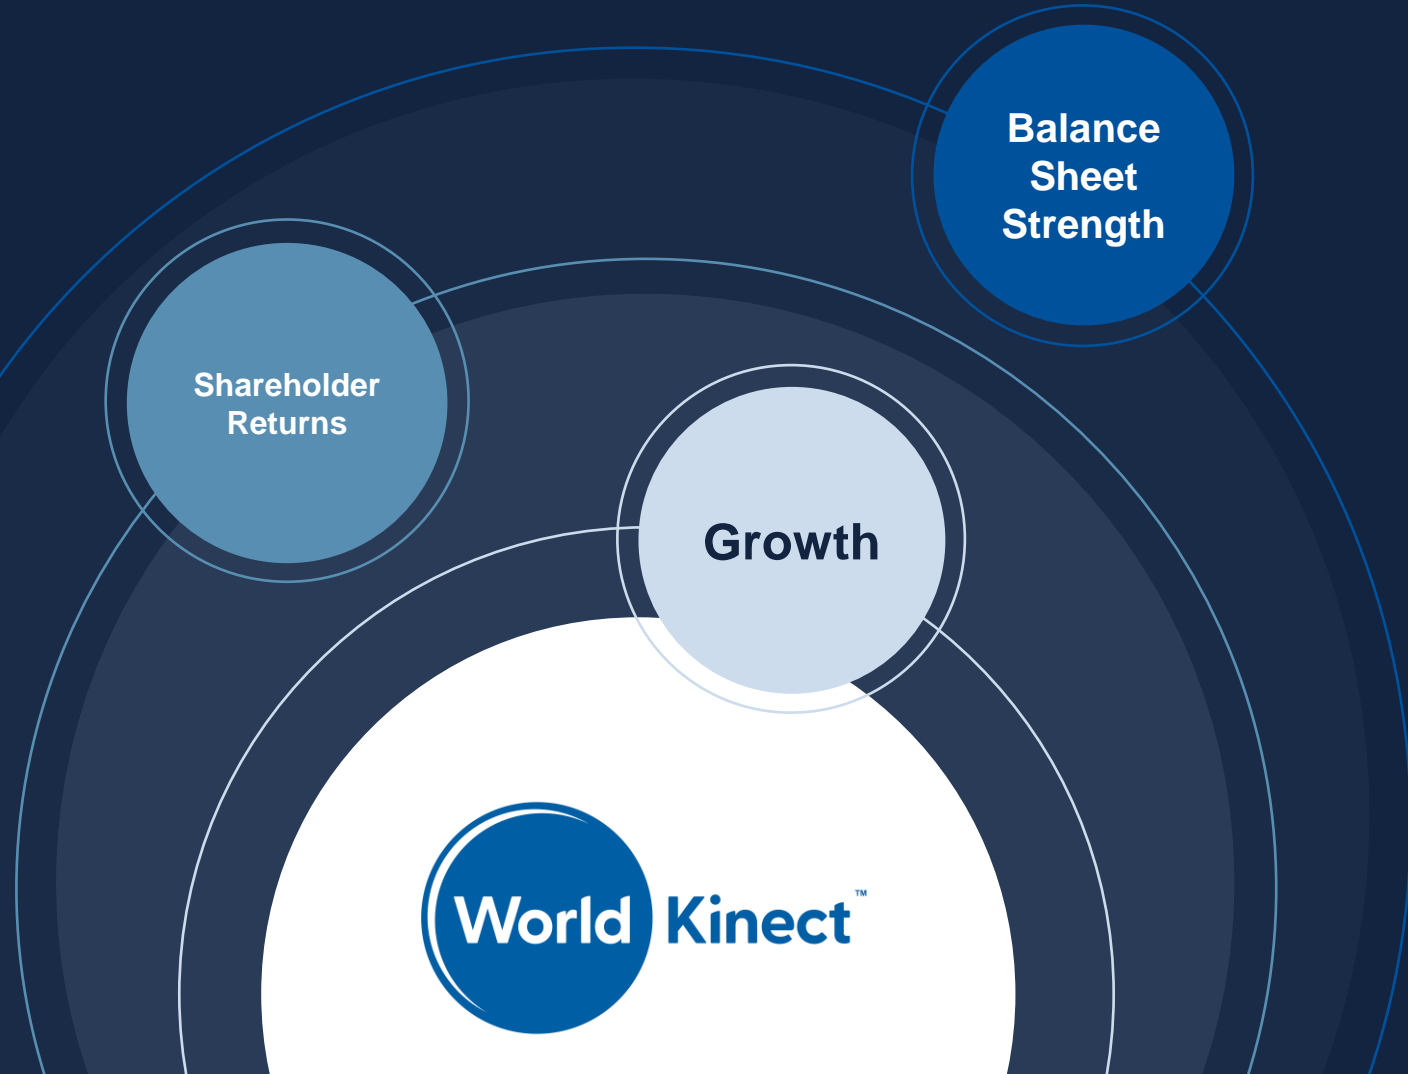 Balance
Sheet
Strength
Shareholder
Returns
Growth
World Kinect™